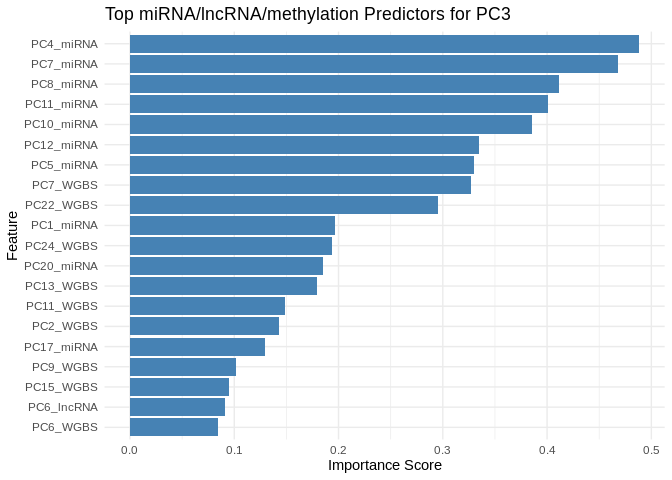 Top miRNA/lncRNA/methylation Predictors for PC3
PC4_miRNA
PC7_miRNA
PC8_miRNA
PC11_miRNA
PC10_miRNA
PC12_miRNA
PC5_miRNA
PC7_WGBS
PC22_WGBS
PC1_miRNA
PC24_WGBS
PC20_miRNA
PC13_WGBS
PC11_WGBS
PC2_WGBS
PC17_miRNA
PC9_WGBS
PC15_WGBS
PC6_lncRNA
PC6_WGBS
Feature
0.0 0.1 0.2 0.3 0.4 0.5
Importance Score